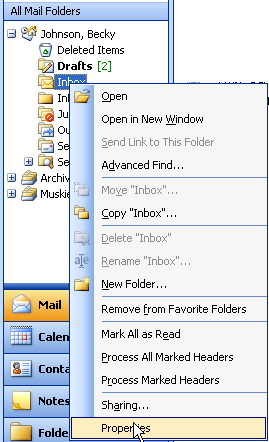 All Mail Folders
Johnson, Becky
Deleted Items
Drafts [2]
Inbox
In
Ju
Ou
Se
Se
Archiv
Muskie
Open
Open in New Window
Send Link to This Folder
Advanced Find...
Move "Inbox"...
Copy "Inbox"...
Delete "Inbox"
Rename "Inbox"...
New Folder...
Remove from Favorite Folders
Mark All as Read
Process All Marked Headers
Process Marked Headers
Sharing...
Properties
Mail
Calen
Conta
Notes
Folde